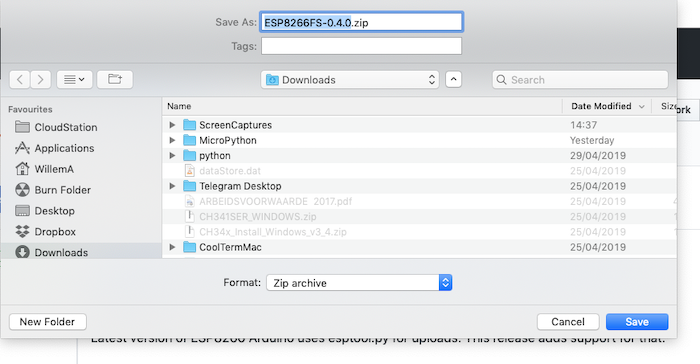 Save As: ESP8266FS-0.4.0.zip
Tags:
Downloads
Search
Favourites
CloudStation
Applications
WillemA
Burn Folder
Desktop
Dropbox
Downloads
Name Date Modified Size
ScreenCaptures 14:37
MicroPython Yesterday
python 29/04/2019
dataStore.dat 25/04/2019
Telegram Desktop 25/04/2019
ARBEIDSVOORWAARDE 2017.pdf 25/04/2019 4
CH341SER_WINDOWS.zip 25/04/2019
CH34x_Install_Windows_v3_4.zip 25/04/2019
CoolTermMac 25/04/2019
ork
Format: Zip archive
New Folder
Cancel
Save
Latest version of ESP8266 Arduino uses esptool.py for uploads. This release adds support for that.